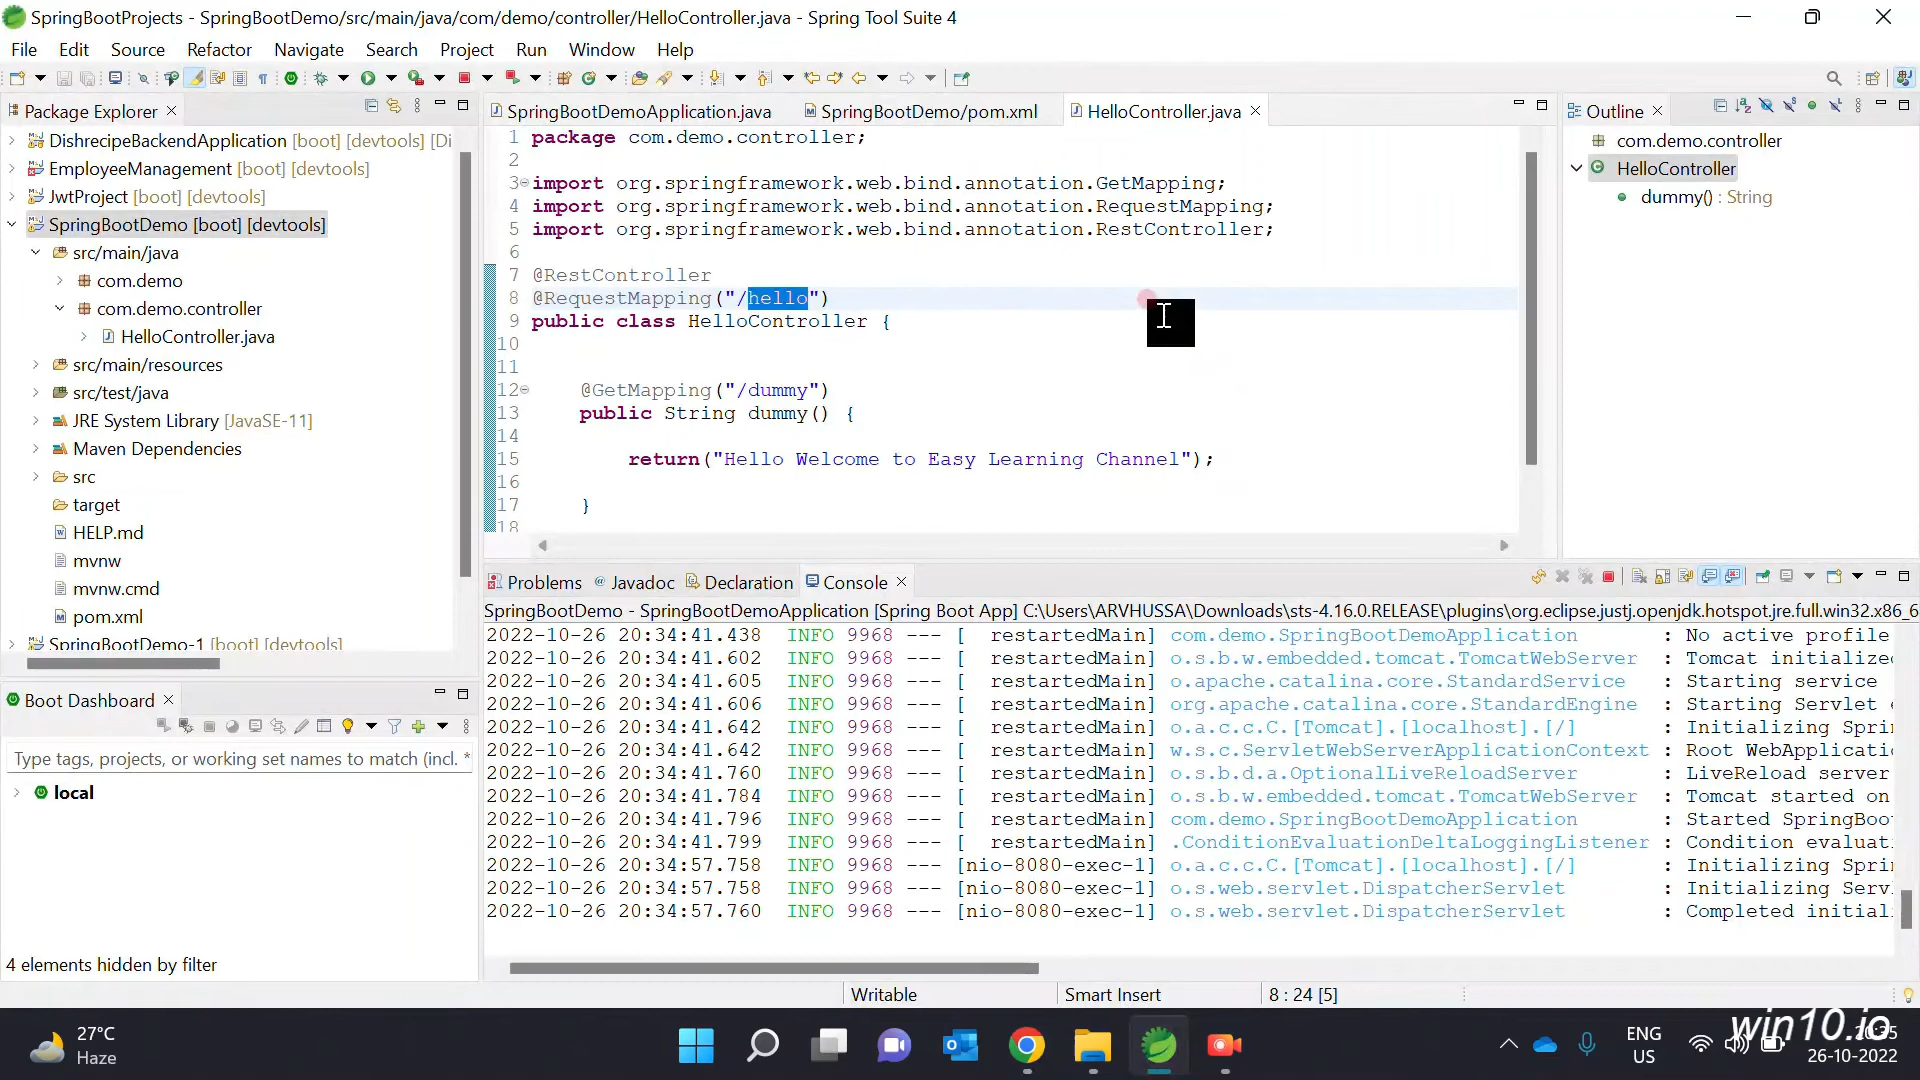 SpringBootProjects - SpringBootDemo/src/main/java/com/demo/controller/HelloController.java - Spring Tool Suite 4
File Edit Source Refactor Navigate Search Project Run Window Help
Package Explorer
DishrecipeBackendApplication [boot] [devtools] [Di
EmployeeManagement [boot] [devtools]
JwtProject [boot] [devtools]
SpringBootDemo [boot] [devtools]
src/main/java
com.demo
com.demo.controller
HelloController.java
src/main/resources
src/test/java
JRE System Library [JavaSE-11]
Maven Dependencies
src
target
HELP.md
mvnw
mvnw.cmd
pom.xml
SpringBootDemo-1 [boot] [devtools]
Boot Dashboard
Type tags, projects, or working set names to match (incl. *
local
4 elements hidden by filter
SpringBootDemoApplication.java SpringBootDemo/pom.xml HelloController.java
1 package com.demo.controller;
2
3 import org.springframework.web.bind.annotation.GetMapping;
4 import org.springframework.web.bind.annotation.RequestMapping;
5 import org.springframework.web.bind.annotation.RestController;
6
7 @RestController
8 @RequestMapping("/hello")
9 public class HelloController {
10
11
12 @GetMapping("/dummy")
13 public String dummy() {
14
15 return("Hello Welcome to Easy Learning Channel");
16
17 }
18
Outline
com.demo.controller
HelloController
dummy() : String
Problems @ Javadoc Declaration Console
SpringBootDemo - SpringBootDemoApplication [Spring Boot App] C:\Users\ARVHUSSA\Downloads\sts-4.16.0.RELEASE\plugins\org.eclipse.justj.openjdk.hotspot.jre.full.win32.x86_6
2022-10-26 20:34:41.438 INFO 9968 --- [ restartedMain] com.demo.SpringBootDemoApplication : No active profile
2022-10-26 20:34:41.602 INFO 9968 --- [ restartedMain] o.s.b.w.embedded.tomcat.TomcatWebServer : Tomcat initialized
2022-10-26 20:34:41.605 INFO 9968 --- [ restartedMain] o.apache.catalina.core.StandardService : Starting service
2022-10-26 20:34:41.606 INFO 9968 --- [ restartedMain] org.apache.catalina.core.StandardEngine : Starting Servlet e
2022-10-26 20:34:41.642 INFO 9968 --- [ restartedMain] o.a.c.c.C.[Tomcat].[localhost].[/] : Initializing Sprin
2022-10-26 20:34:41.642 INFO 9968 --- [ restartedMain] w.s.c.ServletWebServerApplicationContext : Root WebApplicatio
2022-10-26 20:34:41.760 INFO 9968 --- [ restartedMain] o.s.b.d.a.OptionalLiveReloadServer : LiveReload server
2022-10-26 20:34:41.784 INFO 9968 --- [ restartedMain] o.s.b.w.embedded.tomcat.TomcatWebServer : Tomcat started on
2022-10-26 20:34:41.796 INFO 9968 --- [ restartedMain] com.demo.SpringBootDemoApplication : Started SpringBoot
2022-10-26 20:34:41.799 INFO 9968 --- [ restartedMain] .ConditionEvaluationDeltaLoggingListener : Condition evaluati
2022-10-26 20:34:57.758 INFO 9968 --- [nio-8080-exec-1] o.a.c.c.C.[Tomcat].[localhost].[/] : Initializing Sprin
2022-10-26 20:34:57.758 INFO 9968 --- [nio-8080-exec-1] o.s.web.servlet.DispatcherServlet : Initializing Servl
2022-10-26 20:34:57.760 INFO 9968 --- [nio-8080-exec-1] o.s.web.servlet.DispatcherServlet : Completed initiali
Writable Smart Insert 8 : 24 [5]
27°C
Haze
ENG
US
win10.io
26-10-2022